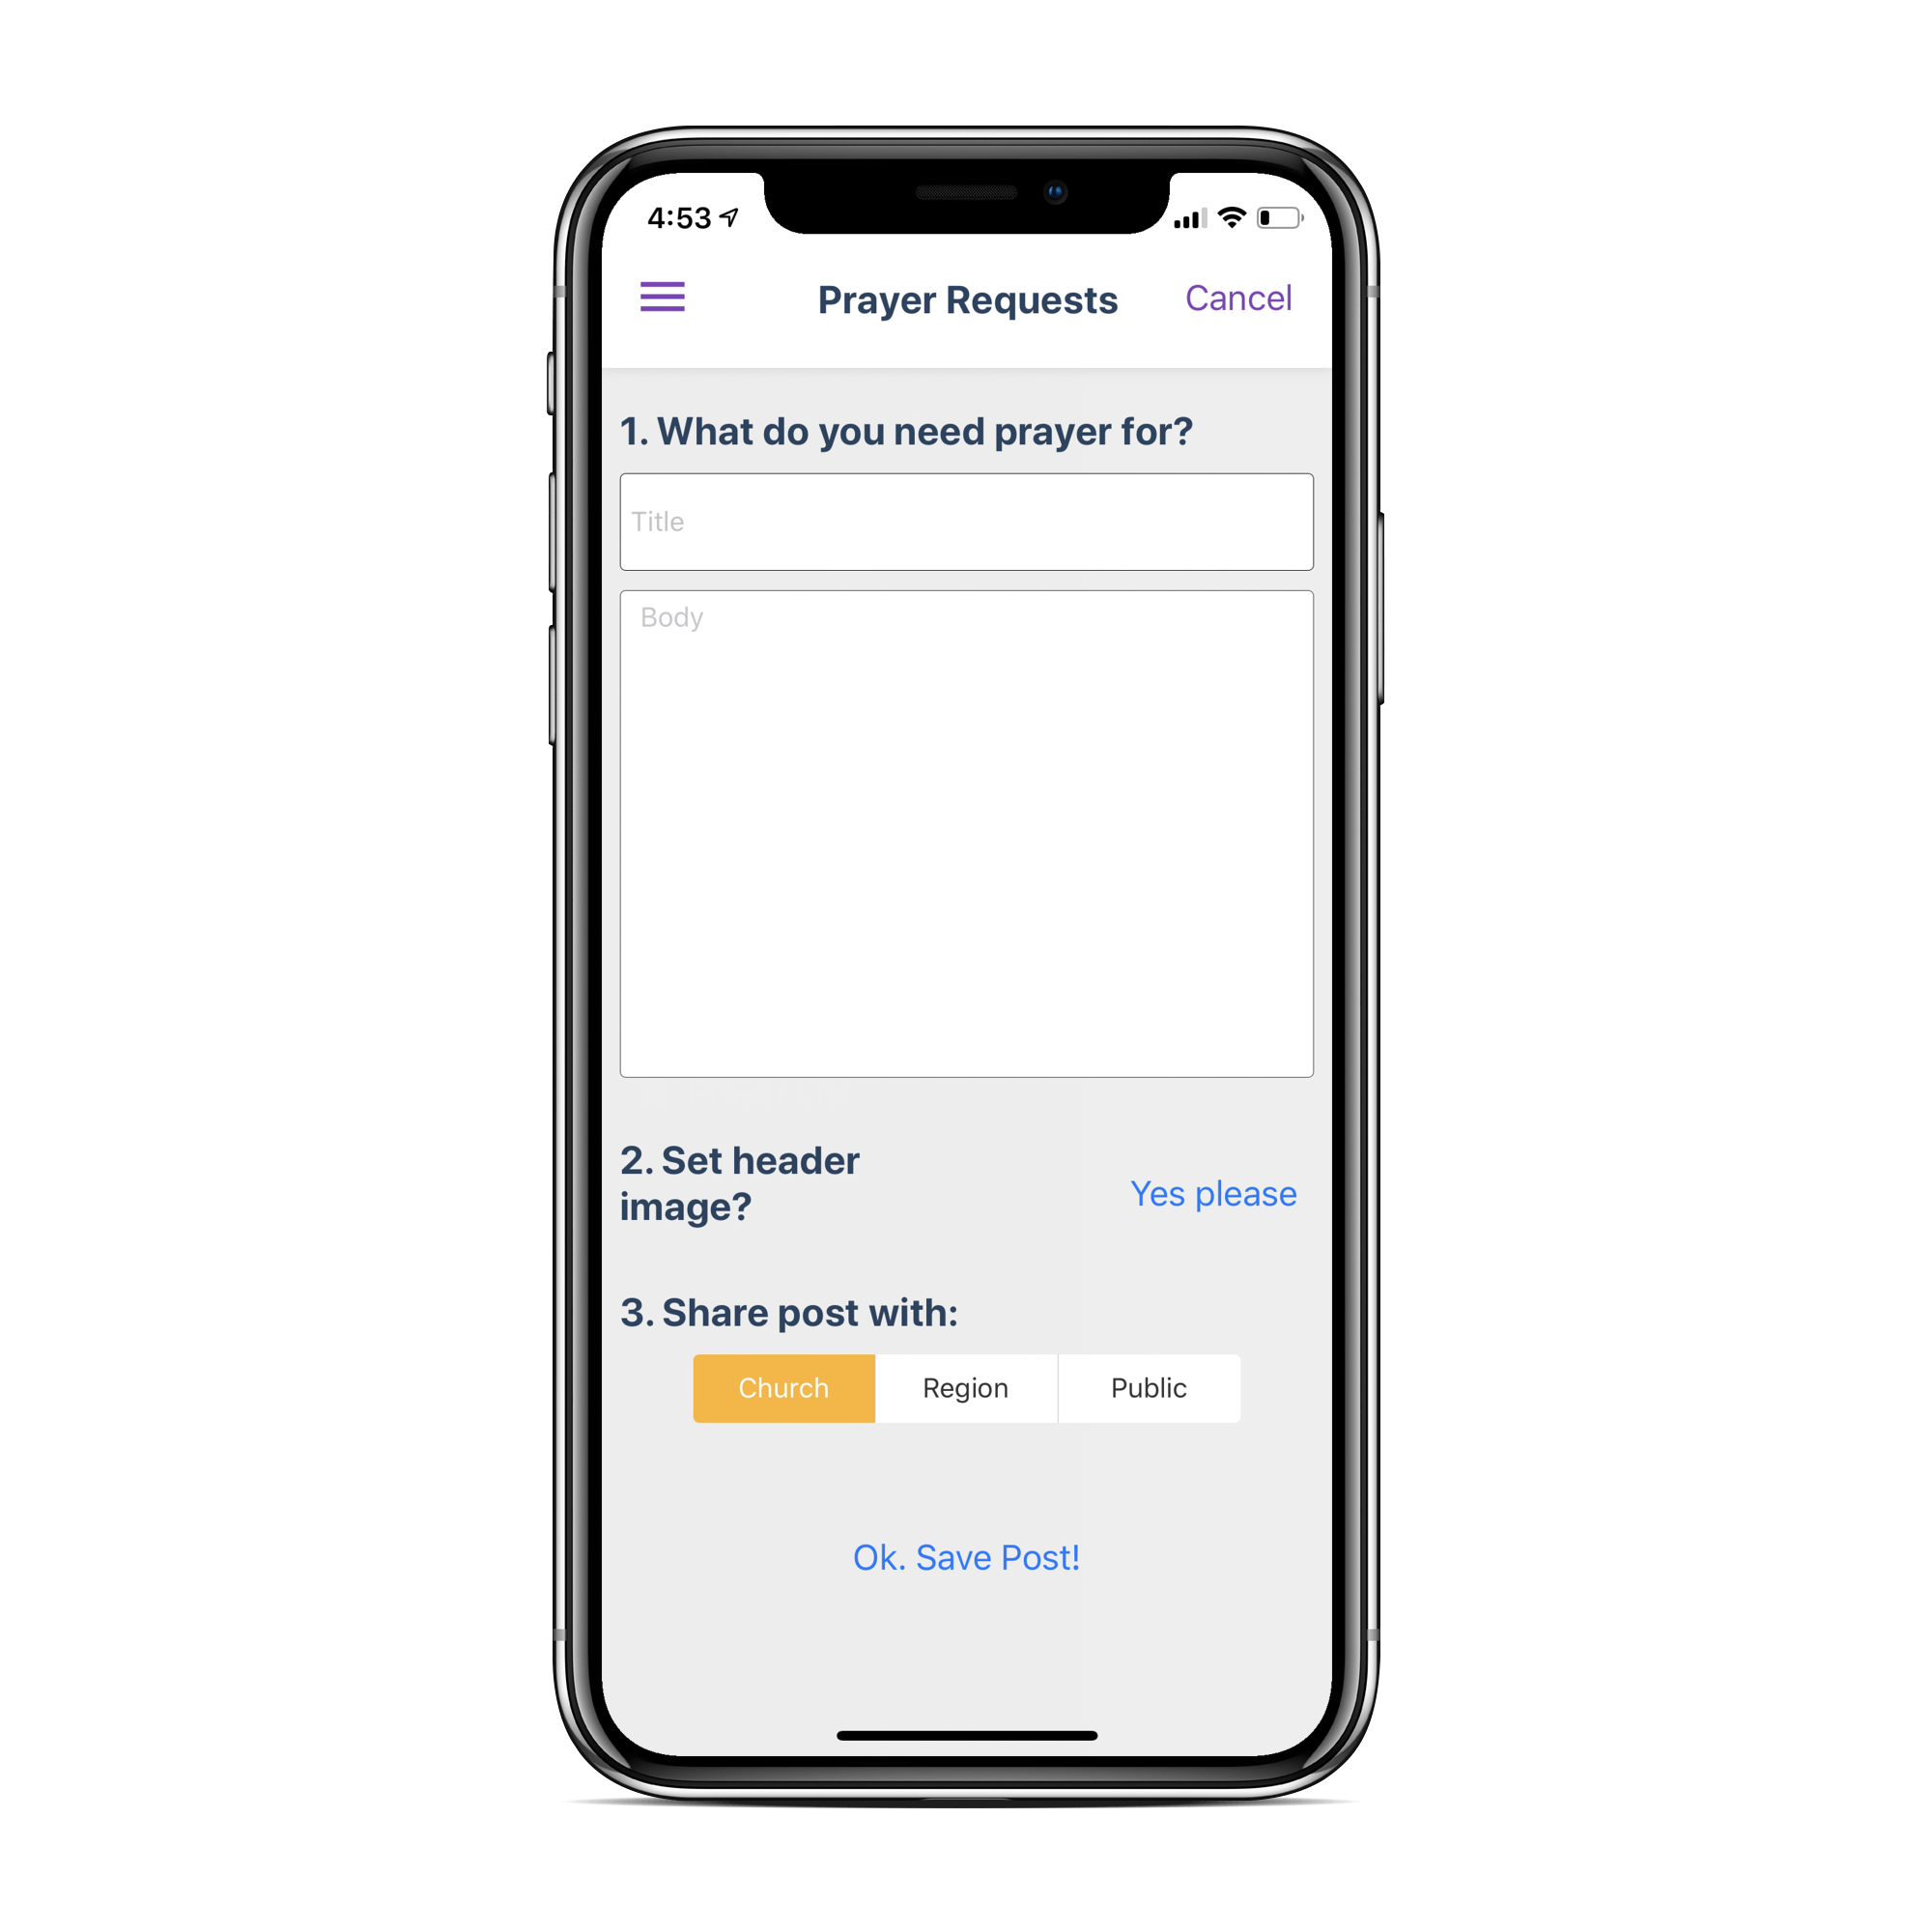 4:53
Prayer Requests
Cancel
1. What do you need prayer for?
Title
Body
2. Set header
image?
Yes please
3. Share post with:
Church
Region
Public
Ok. Save Post!